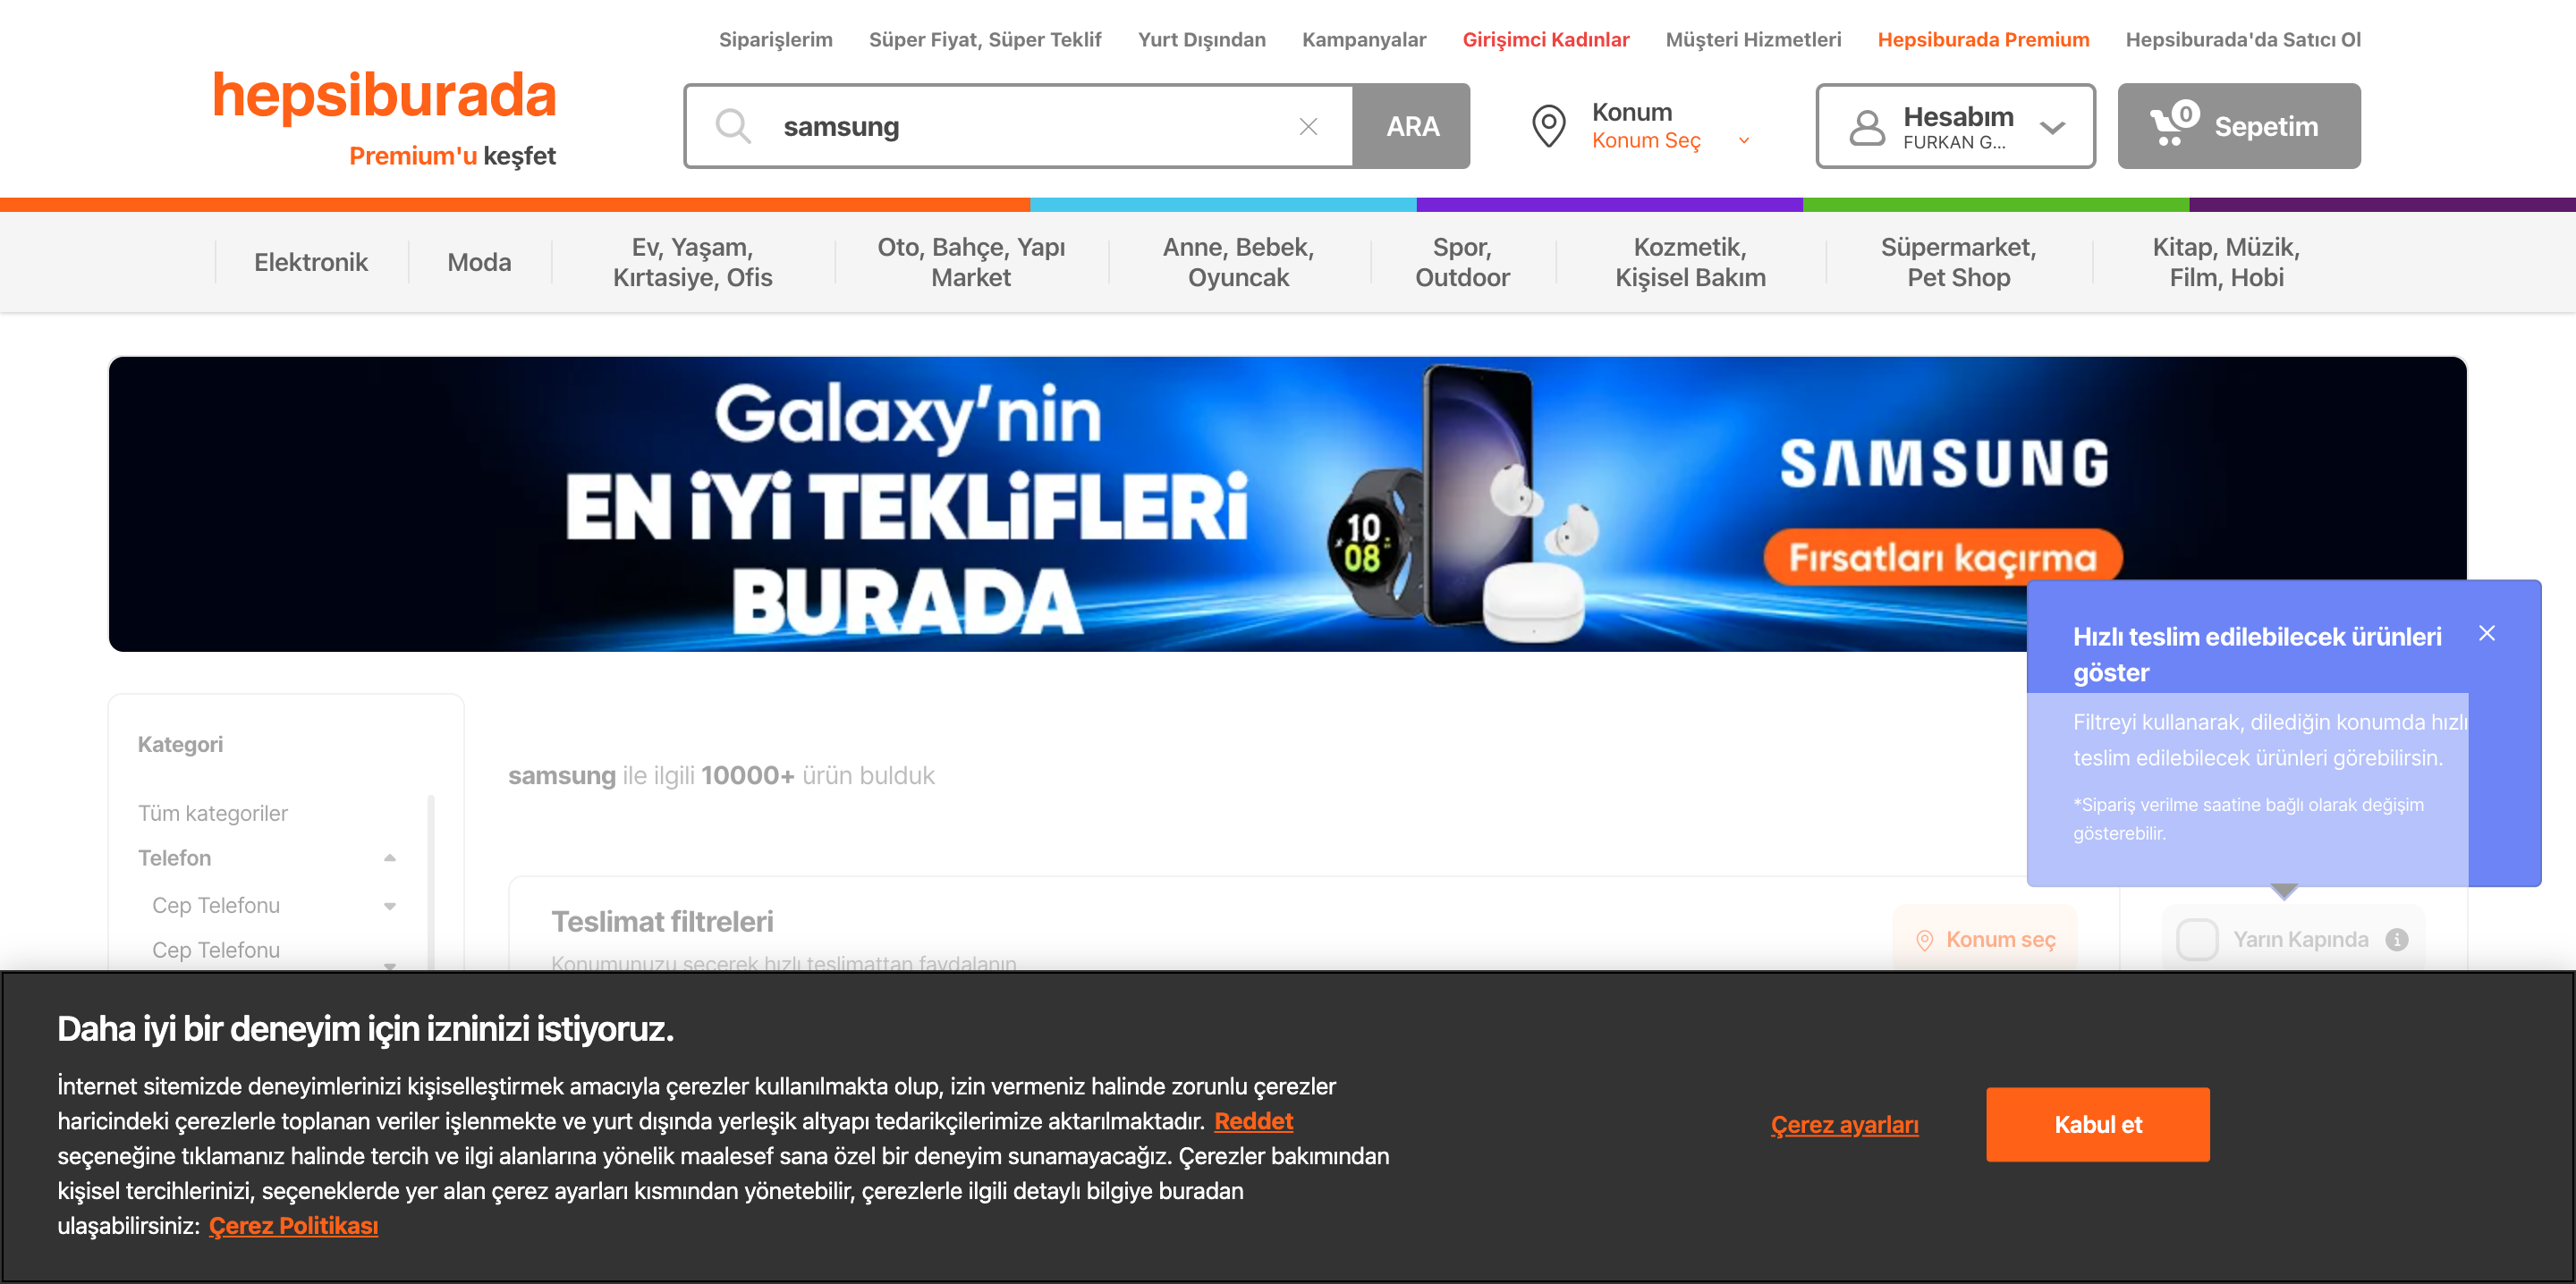 Siparişlerim Süper Fiyat, Süper Teklif Yurt Dışından Kampanyalar Girişimci Kadınlar Müşteri Hizmetleri Hepsiburada Premium Hepsiburada'da Satıcı Ol
hepsiburada
Premium'u keşfet
samsung
ARA
Konum
Konum Seç
Hesabım
FURKAN G...
0
Sepetim
Elektronik
Moda
Ev, Yaşam,
Kırtasiye, Ofis
Oto, Bahçe, Yapı
Market
Anne, Bebek,
Oyuncak
Spor,
Outdoor
Kozmetik,
Kişisel Bakım
Süpermarket,
Pet Shop
Kitap, Müzik,
Film, Hobi
Galaxy'nin
EN İYİ TEKLİFLERİ
BURADA
10
08
SAMSUNG
Fırsatları kaçırma
Hızlı teslim edilebilecek ürünleri
göster
Filtreyi kullanarak, dilediğin konumda hızlı
teslim edilebilecek ürünleri görebilirsin.
*Sipariş verilme saatine bağlı olarak değişim
gösterebilir.
Kategori
Tüm kategoriler
Telefon
Cep Telefonu
Cep Telefonu
samsung ile ilgili 10000+ ürün bulduk
Teslimat filtreleri
Konumunuzu seçerek hızlı teslimattan faydalanın
Konum seç
Yarın Kapında
Daha iyi bir deneyim için izninizi istiyoruz.
İnternet sitemizde deneyimlerinizi kişiselleştirmek amacıyla çerezler kullanılmakta olup, izin vermeniz halinde zorunlu çerezler
haricindeki çerezlerle toplanan veriler işlenmekte ve yurt dışında yerleşik altyapı tedarikçilerimize aktarılmaktadır. Reddet
seçeneğine tıklamanız halinde tercih ve ilgi alanlarına yönelik maalesef sana özel bir deneyim sunamayacağız. Çerezler bakımından
kişisel tercihlerinizi, seçeneklerde yer alan çerez ayarları kısmından yönetebilir, çerezlerle ilgili detaylı bilgiye buradan
ulaşabilirsiniz: Çerez Politikası
Çerez ayarları
Kabul et